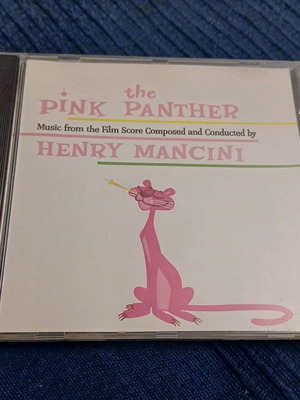 the
PINK PANTHER
Music from the Film Score Composed and Conducted by
HENRY MANCINI